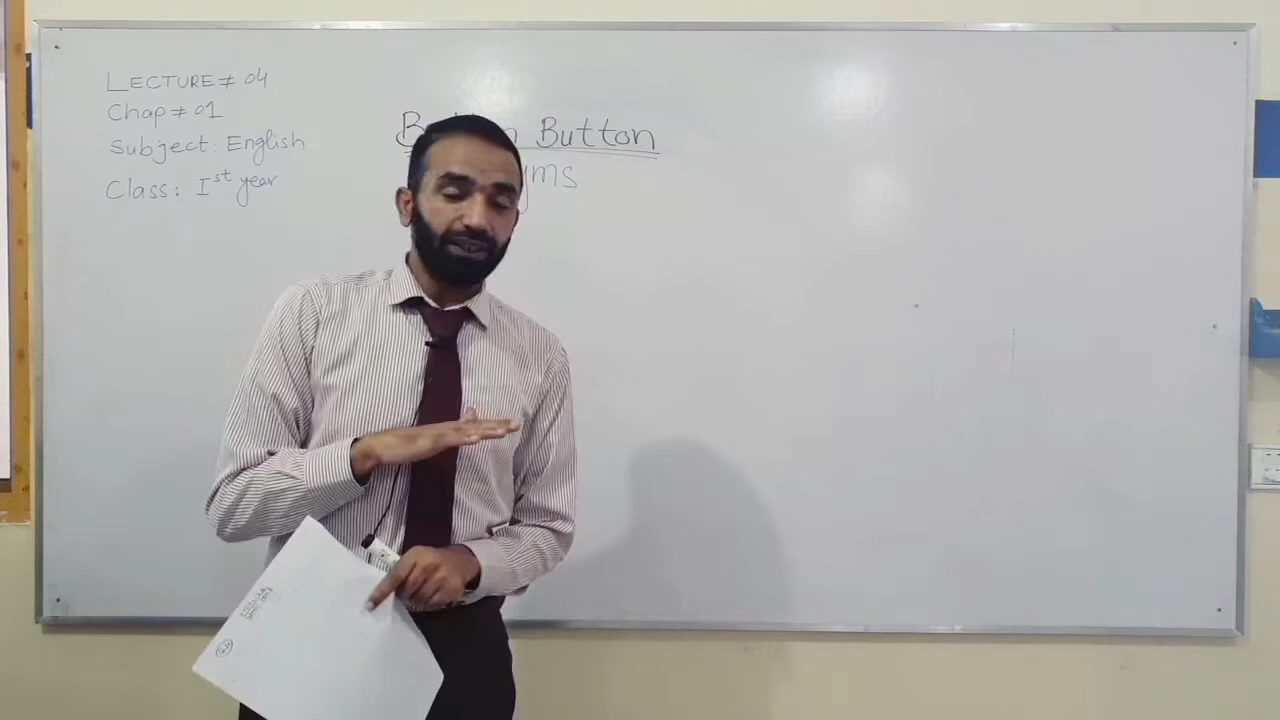 LECTURE # 04
Chap # 01
Subject: English
Class: Ist year
Button